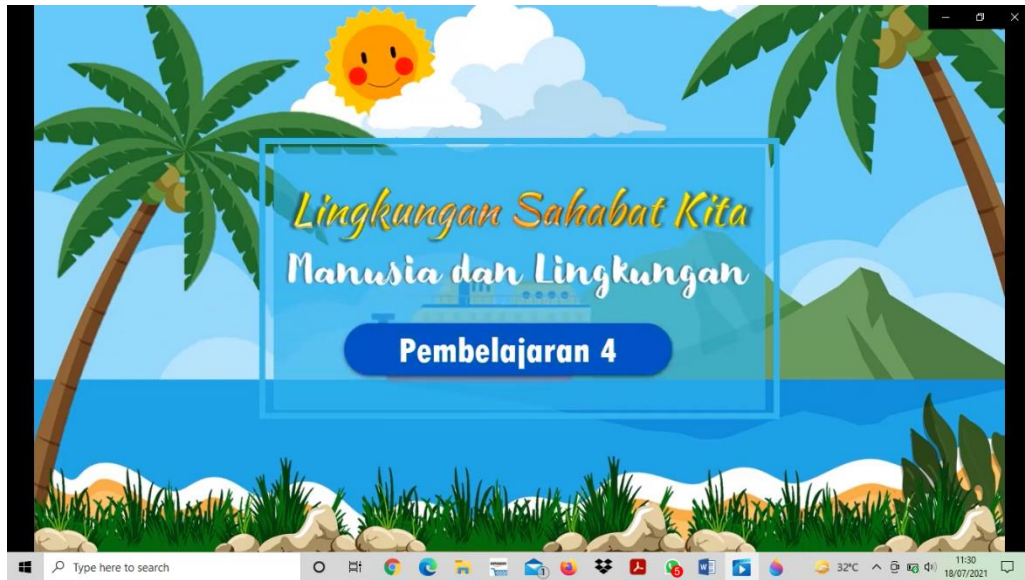 Lingkungan Sahabat Kita
Manusia dan Lingkungan
Pembelajaran 4
Type here to search
32°C
11:30
18/07/2021